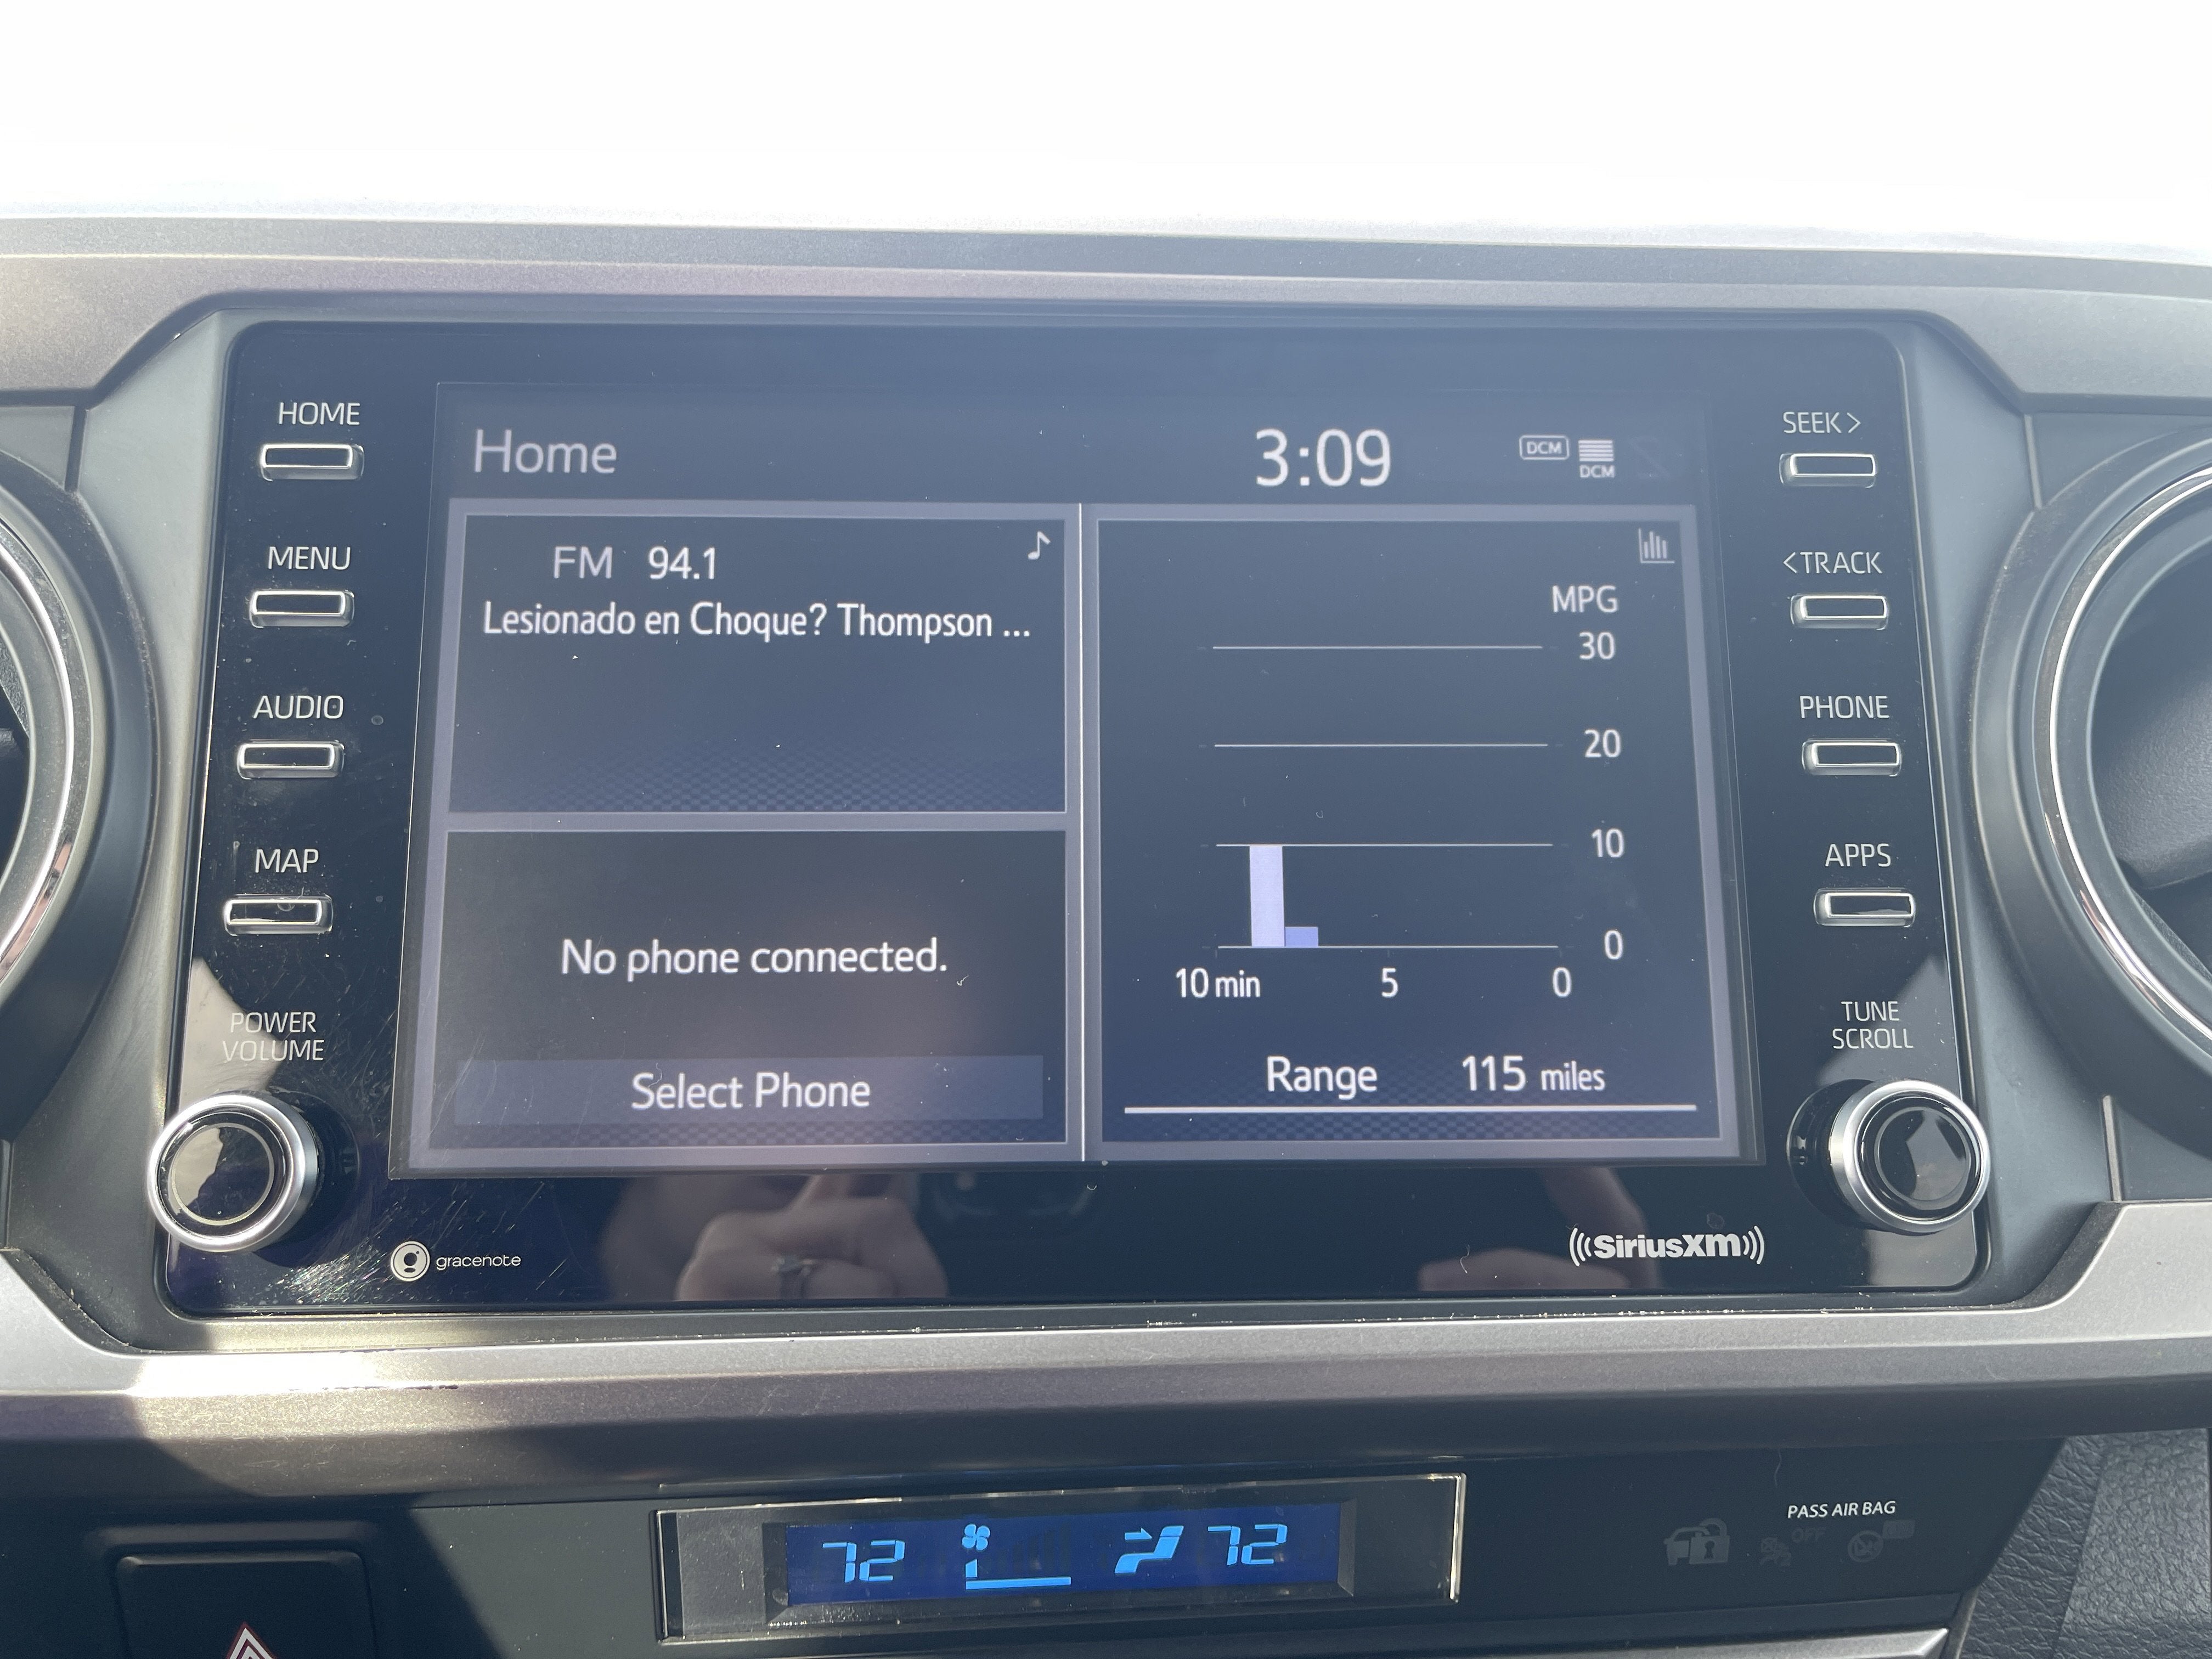 HOME
MENU
AUDIO
MAP
POWER
VOLUME
Home
3:09
DCM
DCM
FM 94.1
Lesionado en Choque? Thompson ...
No phone connected.
Select Phone
MPG
30
20
10
0
10 min 5 0
Range 115 miles
SEEK >
< TRACK
PHONE
APPS
TUNE
SCROLL
gracenote
((SiriusXM))
72 72
PASS AIR BAG
OFF